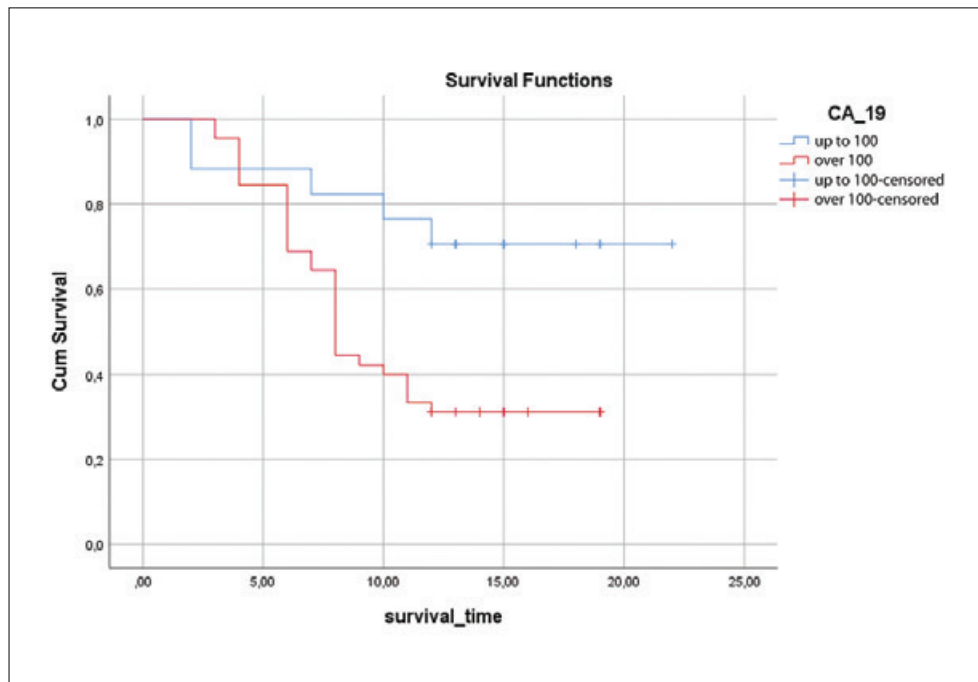 Survival Functions
CA_19
up to 100
over 100
up to 100-censored
over 100-censored
Cum Survival
1,0
0,8
0,6
0,4
0,2
0,0
,00 5,00 10,00 15,00 20,00 25,00
survival_time